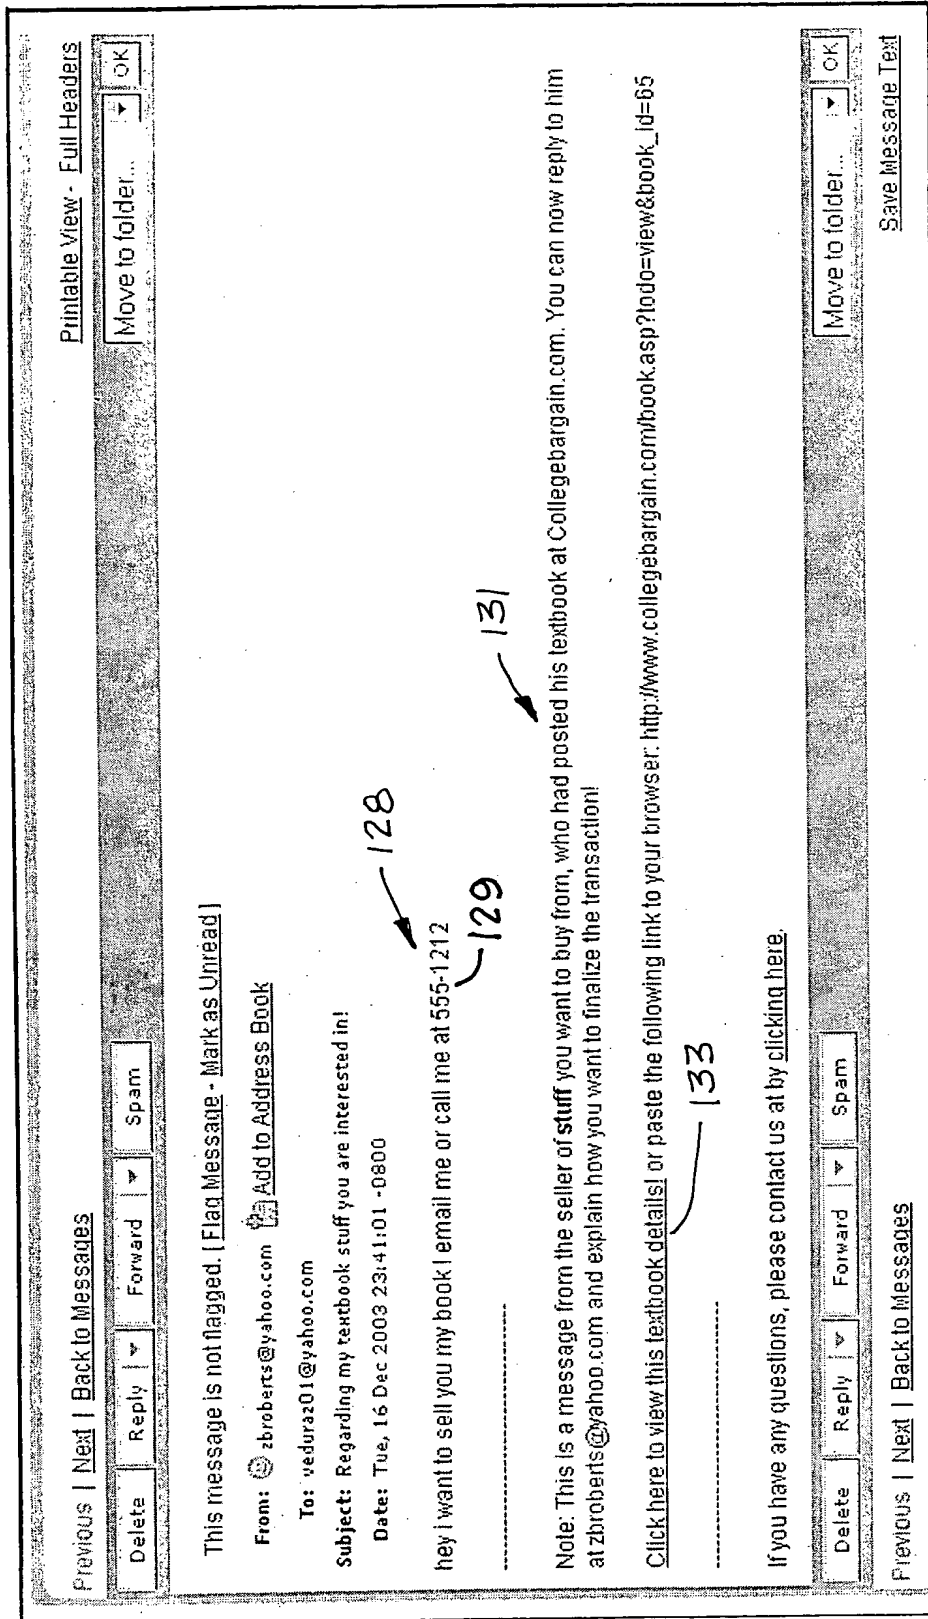 Previous | Next | Back to Messages
Printable View - Full Headers
Delete Reply Forward Spam Move to folder... OK
This message is not flagged. [ Flag Message - Mark as Unread ]
From: zbroberts@yahoo.com Add to Address Book
To: veduraz01@yahoo.com
Subject: Regarding my textbook stuff you are interested in!
Date: Tue, 16 Dec 2003 23:41:01 -0800
128
hey i want to sell you my book! email me or call me at 555-1212
129
131
Note: This is a message from the seller of stuff you want to buy from, who had posted his textbook at Collegebargain.com. You can now reply to him
at zbroberts@yahoo.com and explain how you want to finalize the transaction!
Click here to view this textbook details! or paste the following link to your browser: http://www.collegebargain.com/book.asp?todo=view&book_id=65
133
If you have any questions, please contact us at by clicking here.
Delete Reply Forward Spam Move to folder... OK
Previous | Next | Back to Messages
Save Message Text